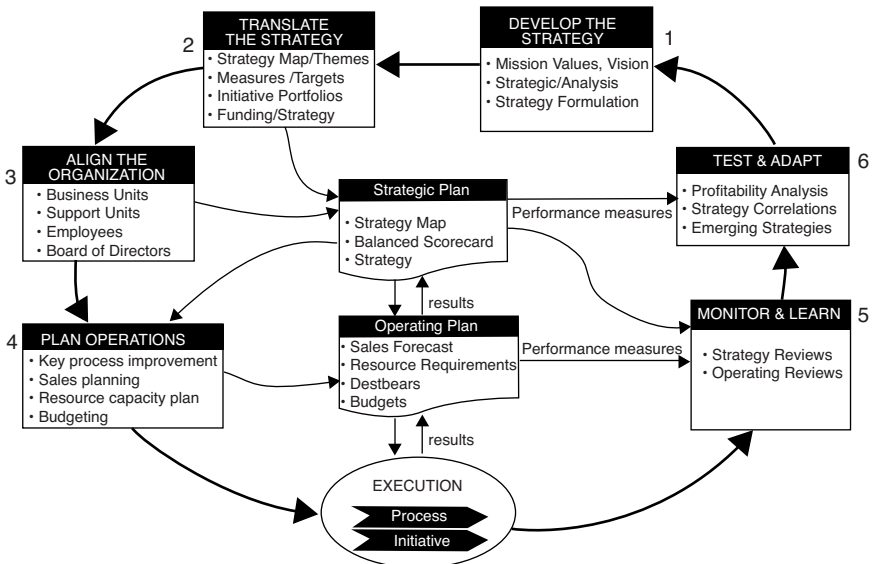 1
DEVELOP THE
STRATEGY
• Mission Values, Vision
• Strategic/Analysis
• Strategy Formulation
2
TRANSLATE
THE STRATEGY
• Strategy Map/Themes
• Measures /Targets
• Initiative Portfolios
• Funding/Strategy
3
ALIGN THE
ORGANIZATION
• Business Units
• Support Units
• Employees
• Board of Directors
4
PLAN OPERATIONS
• Key process improvement
• Sales planning
• Resource capacity plan
• Budgeting
Strategic Plan
• Strategy Map
• Balanced Scorecard
• Strategy
Performance measures
results
Operating Plan
• Sales Forecast
• Resource Requirements
• Destbears
• Budgets
Performance measures
results
EXECUTION
Process
Initiative
5
MONITOR & LEARN
• Strategy Reviews
• Operating Reviews
6
TEST & ADAPT
• Profitability Analysis
• Strategy Correlations
• Emerging Strategies